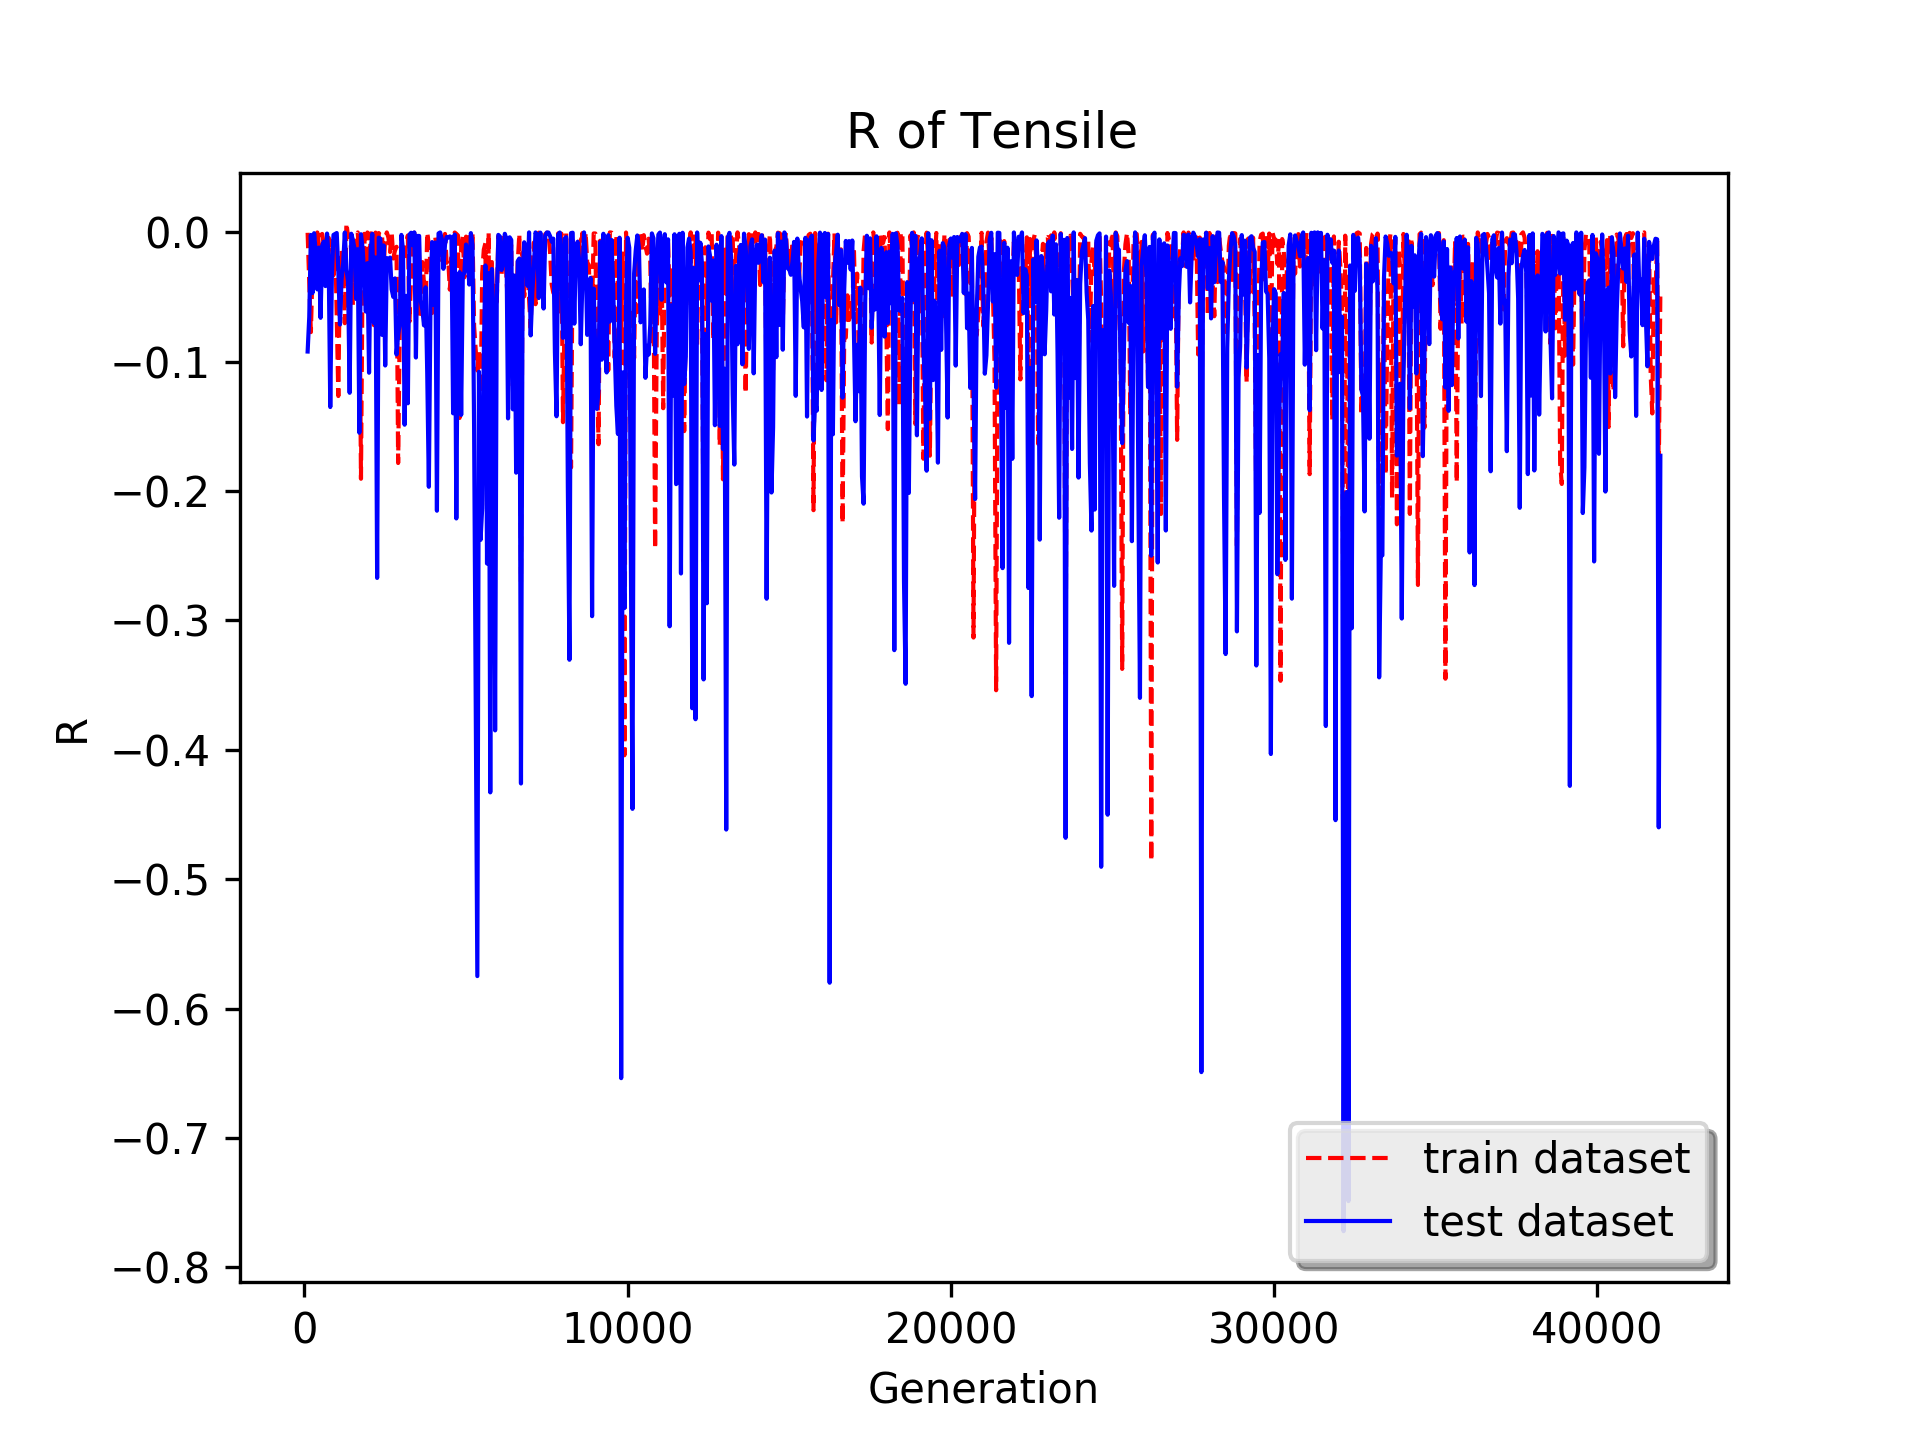 R of Tensile
0.0
−0.1
−0.2
−0.3
−0.4
−0.5
−0.6
−0.7
−0.8
R
train dataset
test dataset
0 10000 20000 30000 40000
Generation